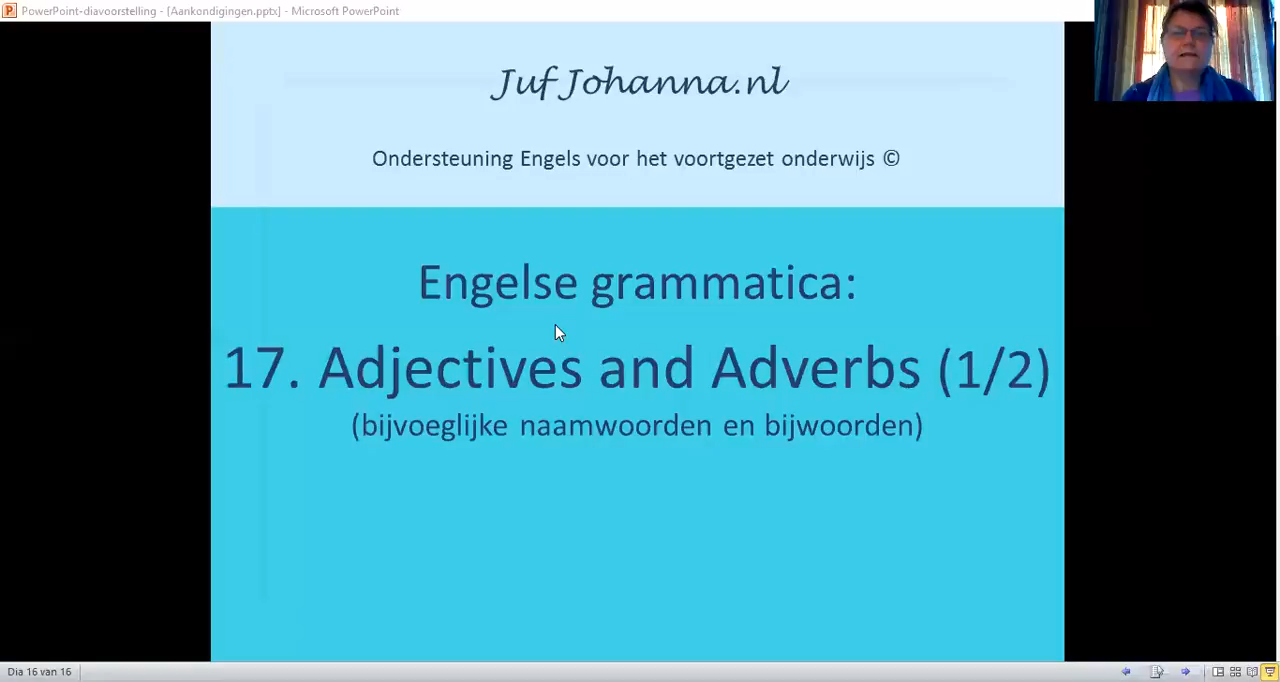 PowerPoint-diavoorstelling - [Aankondigingen.pptx] - Microsoft PowerPoint
Juf Johanna.nl
Ondersteuning Engels voor het voortgezet onderwijs ©
Engelse grammatica:
17. Adjectives and Adverbs (1/2)
(bijvoeglijke naamwoorden en bijwoorden)
Dia 16 van 16